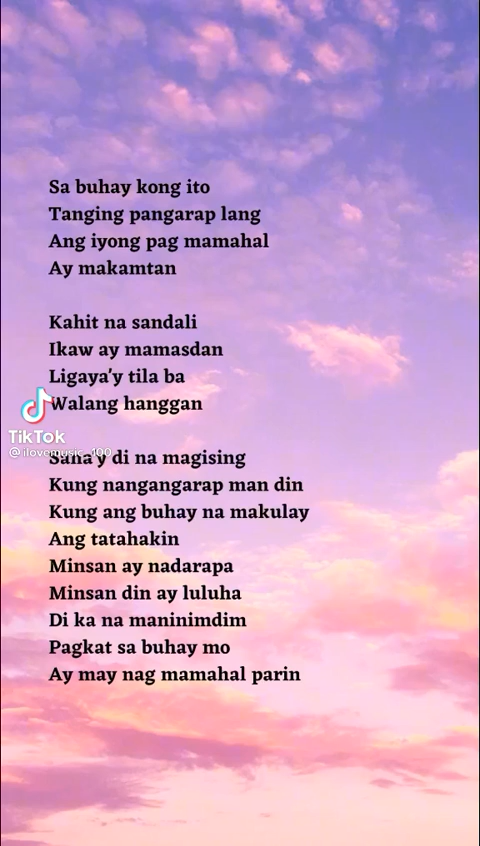 Sa buhay kong ito
Tanging pangarap lang
Ang iyong pag mamahal
Ay makamtan
Kahit na sandali
Ikaw ay mamasdan
Ligaya'y tila ba
Walang hanggan
TikTok
@ilovemusic_100
Sana'y di na magising
Kung nangangarap man din
Kung ang buhay na makulay
Ang tatahakin
Minsan ay nadarapa
Minsan din ay luluha
Di ka na maninimdim
Pagkat sa buhay mo
Ay may nag mamahal parin